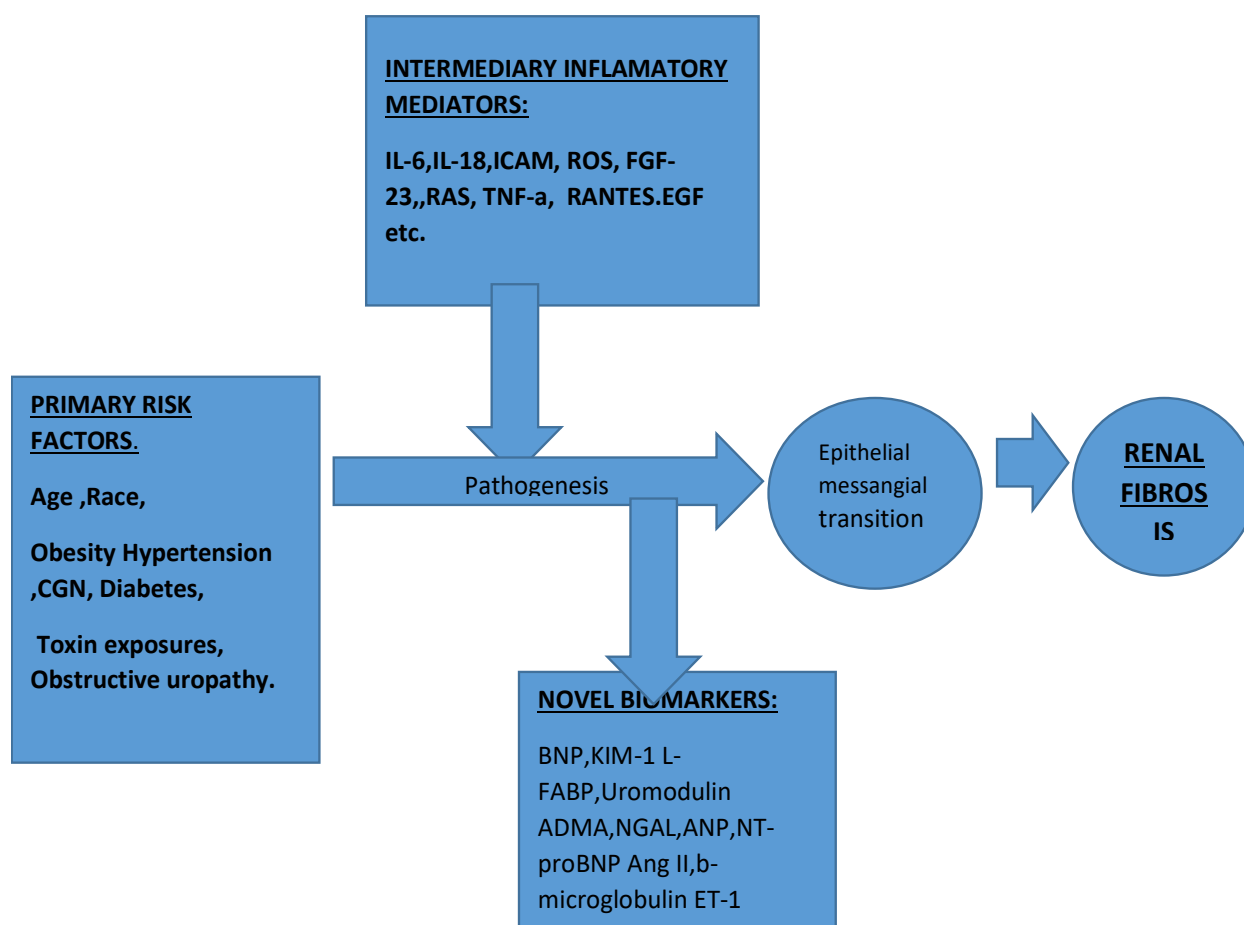 INTERMEDIARY INFLAMATORY
MEDIATORS:
IL-6,IL-18,ICAM, ROS, FGF-
23,,RAS, TNF-a, RANTES.EGF
etc.
PRIMARY RISK
FACTORS.
Age ,Race,
Obesity Hypertension
,CGN, Diabetes,
Toxin exposures,
Obstructive uropathy.
Pathogenesis
Epithelial
messangial
transition
RENAL
FIBROS
IS
NOVEL BIOMARKERS:
BNP,KIM-1 L-
FABP,Uromodulin
ADMA,NGAL,ANP,NT-
proBNP Ang II,b-
microglobulin ET-1